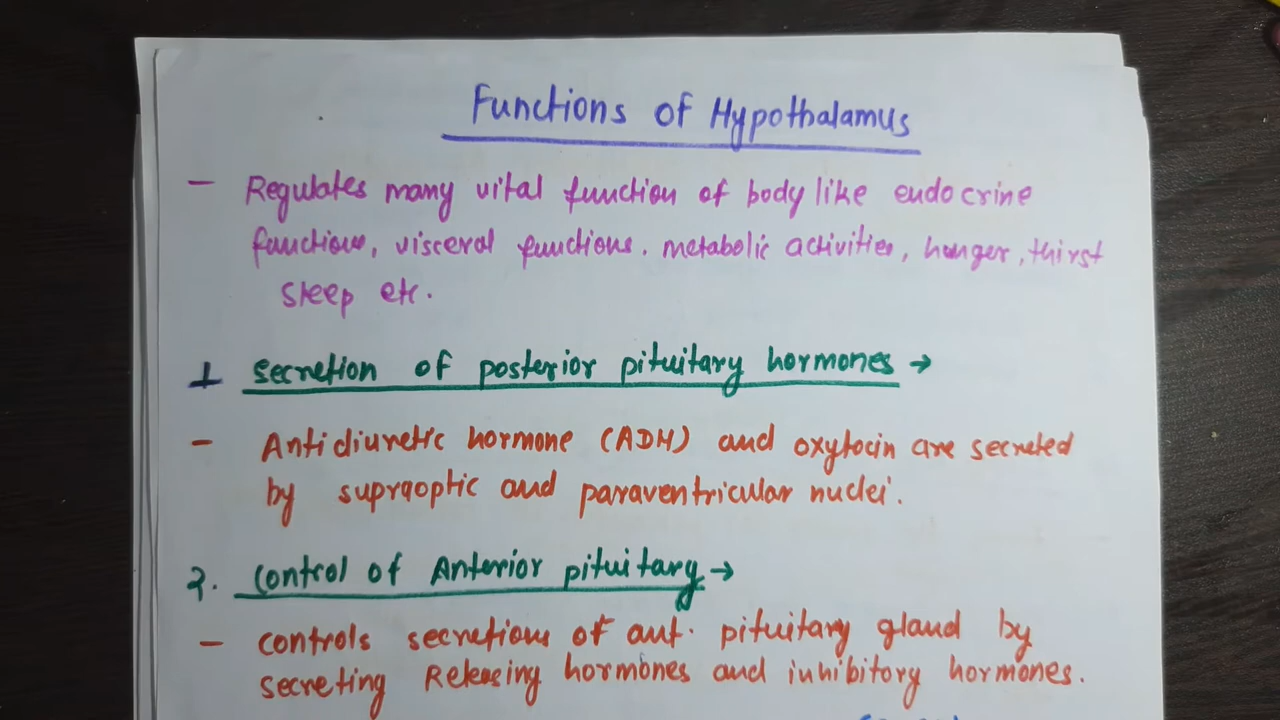 Functions of Hypothalamus
- Regulates many vital function of body like endocrine
functions, visceral functions. metabolic activities, hunger, thirst
sleep etc.
1 secretion of posterior pituitary hormones →
- Antidiuretic hormone (ADH) and oxytocin are secreted
by supraoptic and paraventricular nuclei.
2. control of Anterior pituitary →
- controls secretions of ant. pituitary gland by
secreting Releasing hormones and inhibitory hormones.